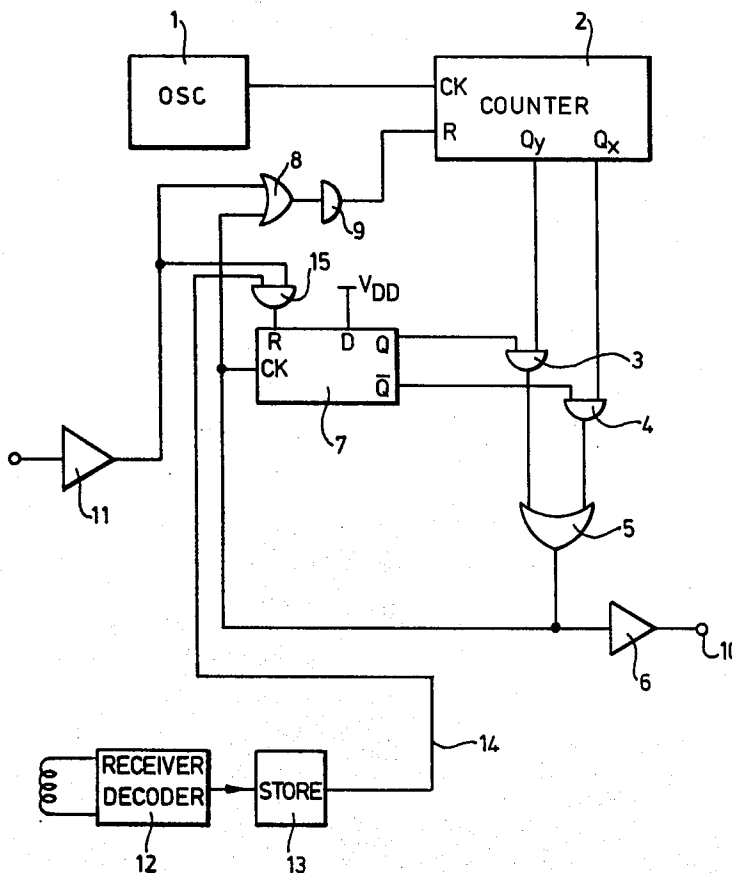 1
OSC
2
CK
COUNTER
R
Qy
Qx
8
9
15
VDD
R
D
Q
CK
Q̅
7
3
4
11
5
6
10
14
RECEIVER
DECODER
STORE
12
13